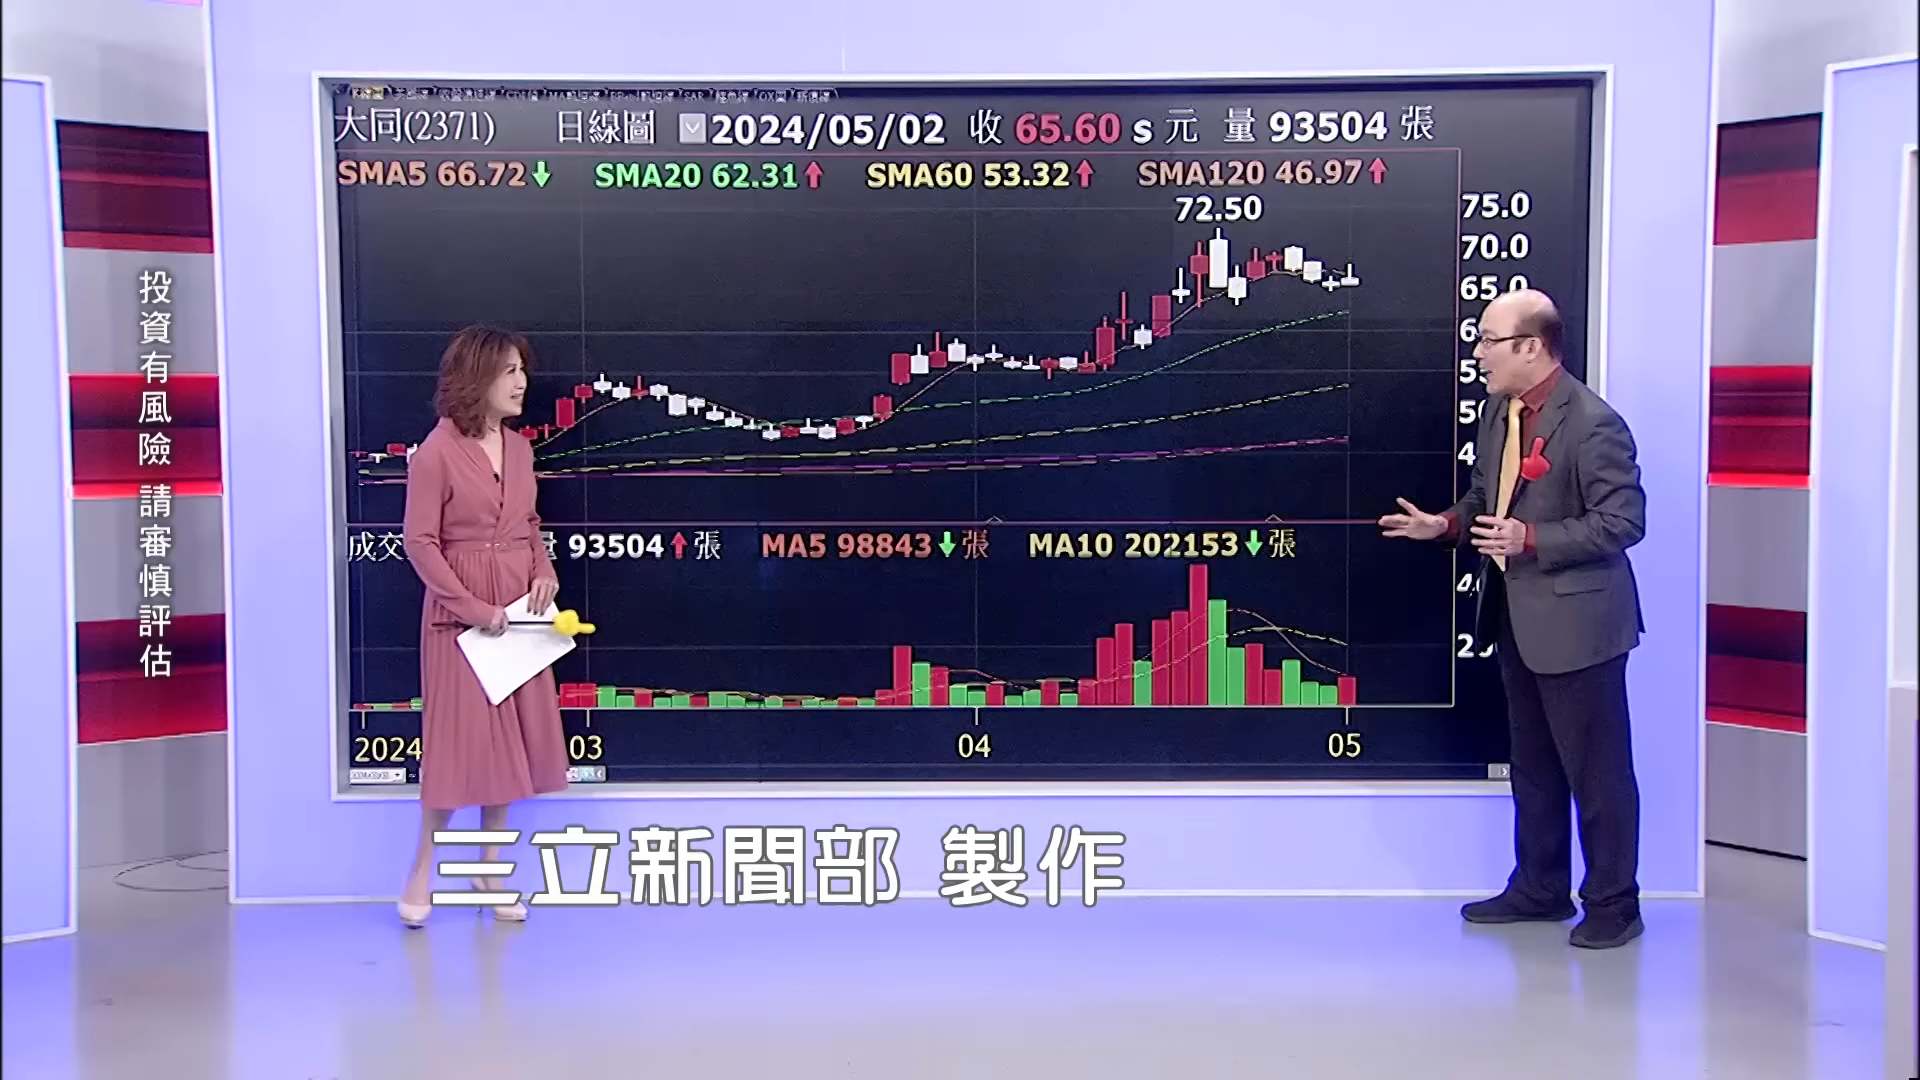 大同(2371) 日線圖 2024/05/02 收 65.60 s 元 量 93504 張
SMA5 66.72↓ SMA20 62.31↑ SMA60 53.32↑ SMA120 46.97↑
72.50
75.0
70.0
65.0
成交 量 93504↑張 MA5 98843↓張 MA10 202153↓張
2024 03 04 05
投資有風險 請審慎評估
三立新聞部 製作